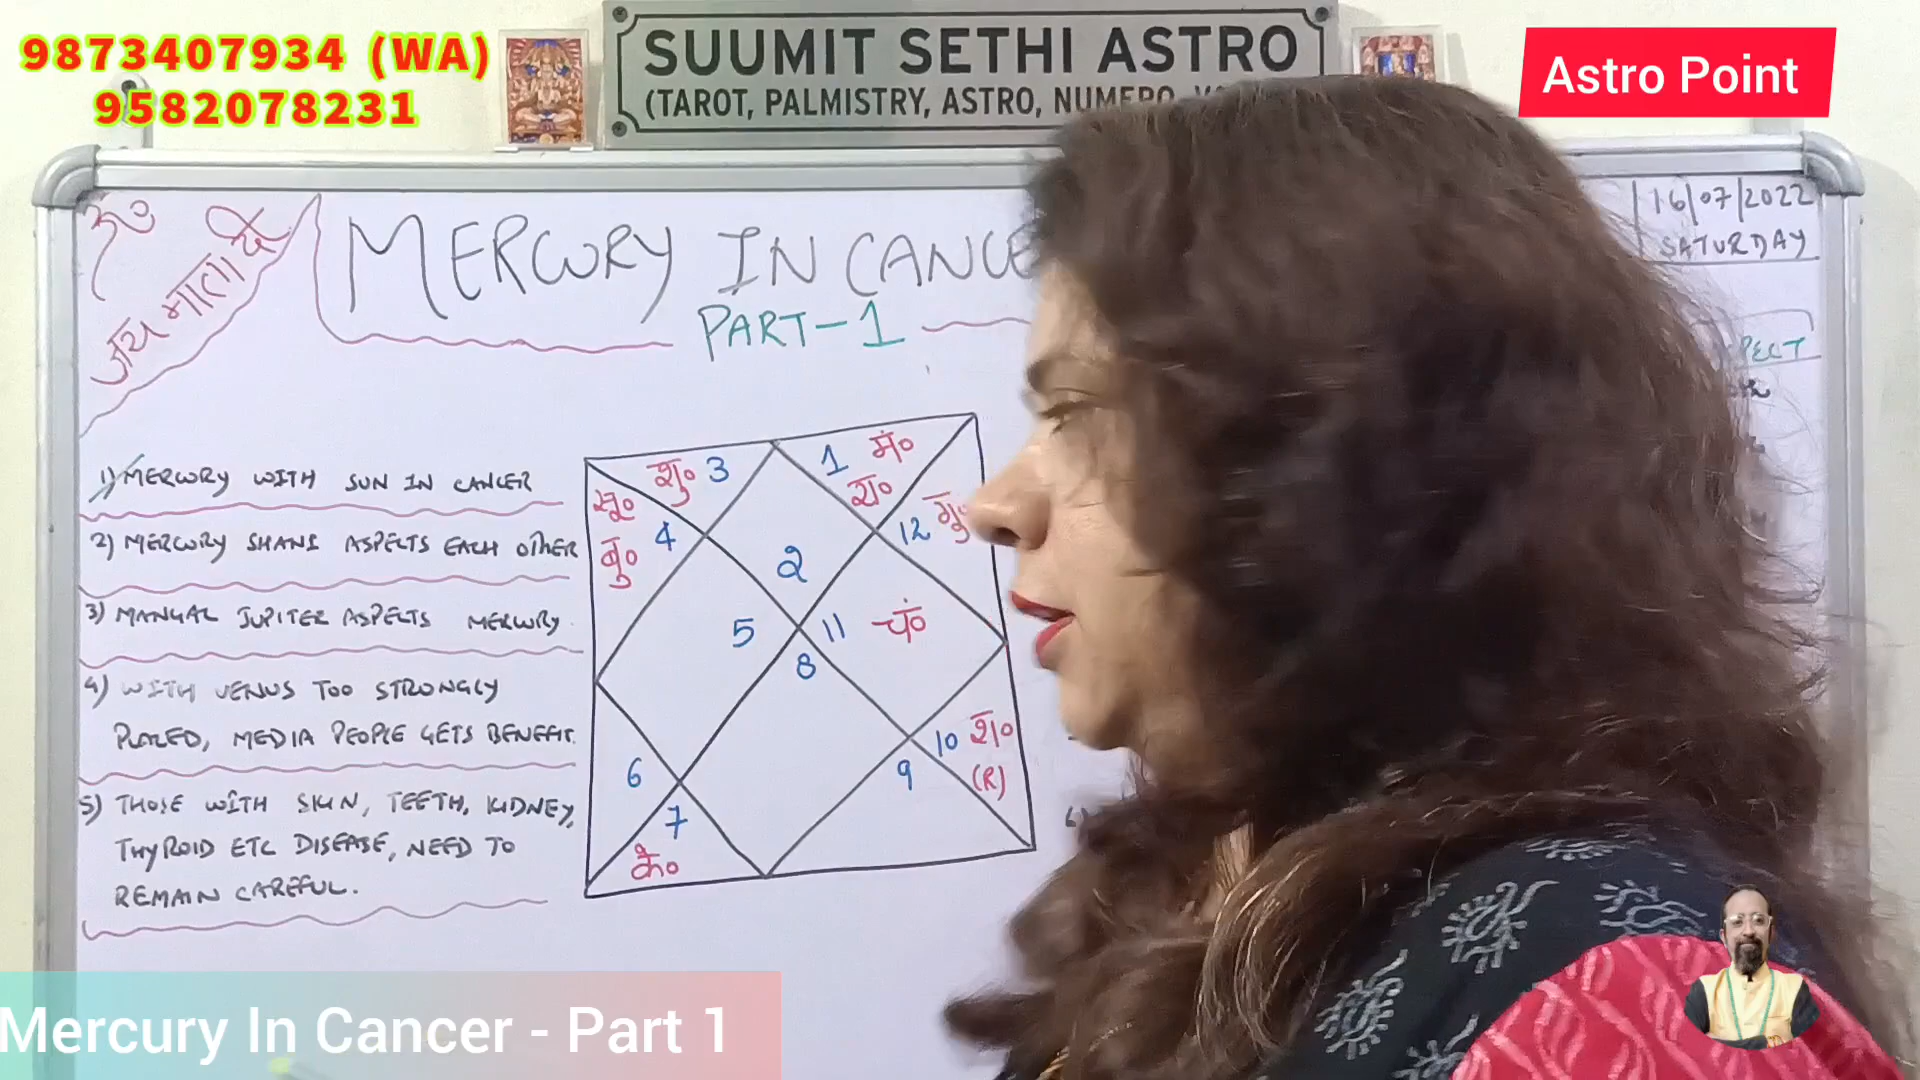 9873407934 (WA)
9582078231
SUUMIT SETHI ASTRO
(TAROT, PALMISTRY, ASTRO, NUMERO
Astro Point
ॐ
जय माता दी
MERCURY IN CANCE
PART-1
16/07/2022
SATURDAY
PECT
1) MERCURY WITH SUN IN CANCER
2) MERCURY SHANI ASPECTS EACH OTHER
3) MANGAL JUPITER ASPECTS MERCURY.
4) WITH VENUS TOO STRONGLY
PLACED, MEDIA PEOPLE GETS BENEFIT.
5) THOSE WITH SKIN, TEETH, KIDNEY,
THYROID ETC DISEASE, NEED TO
REMAIN CAREFUL.
शु० 3
1 मं०
रा०
सू०
बु० 4
12 गु०
2
5
11 चं०
8
6
7
के०
9
10 श०
(R)
Mercury In Cancer - Part 1